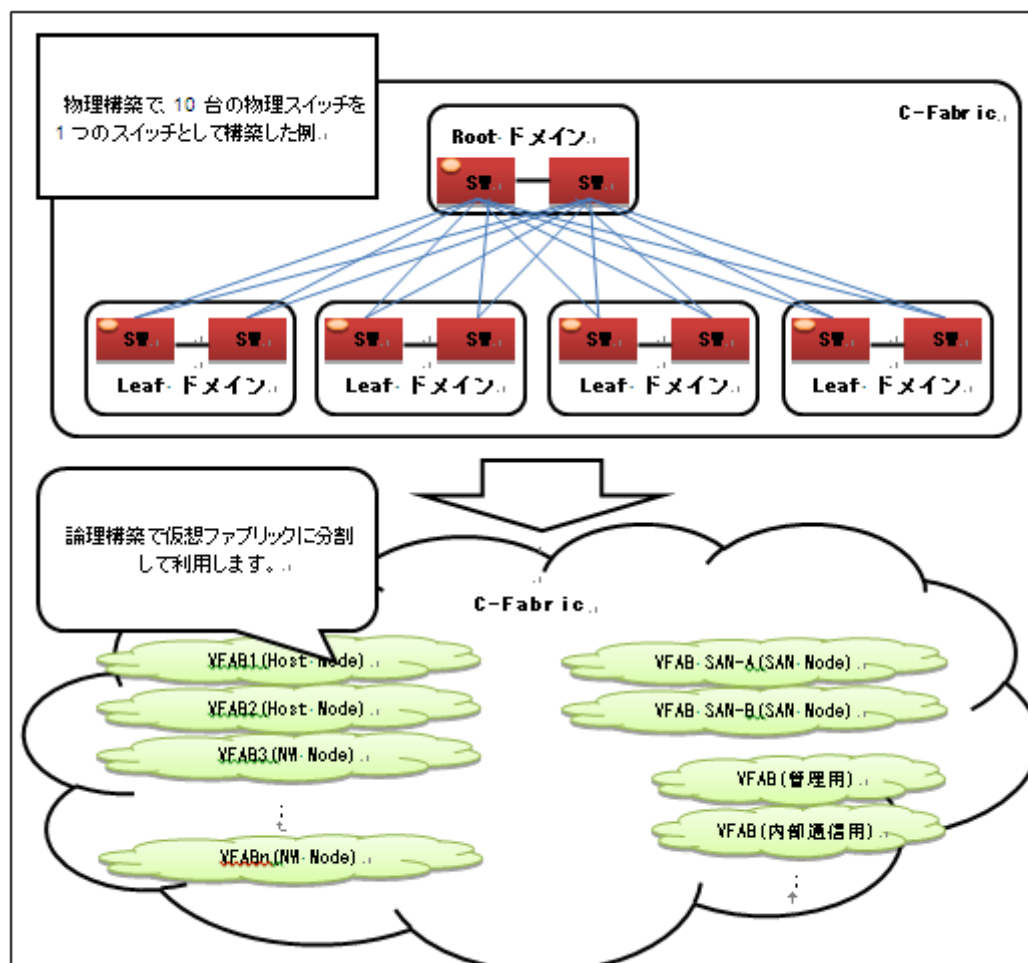 物理構築で、10 台の物理スイッチを
1 つのスイッチとして構築した例
C-Fabric
Root ドメイン
SW
SW
SW
SW
SW
SW
SW
SW
SW
SW
Leaf ドメイン
Leaf ドメイン
Leaf ドメイン
Leaf ドメイン
論理構築で仮想ファブリックに分割
して利用します。
C-Fabric
VFAB1(Host Node)
VFAB2(Host Node)
VFAB3(NW Node)
VFABn(NW Node)
VFAB SAN-A(SAN Node)
VFAB SAN-B(SAN Node)
VFAB(管理用)
VFAB(内部通信用)